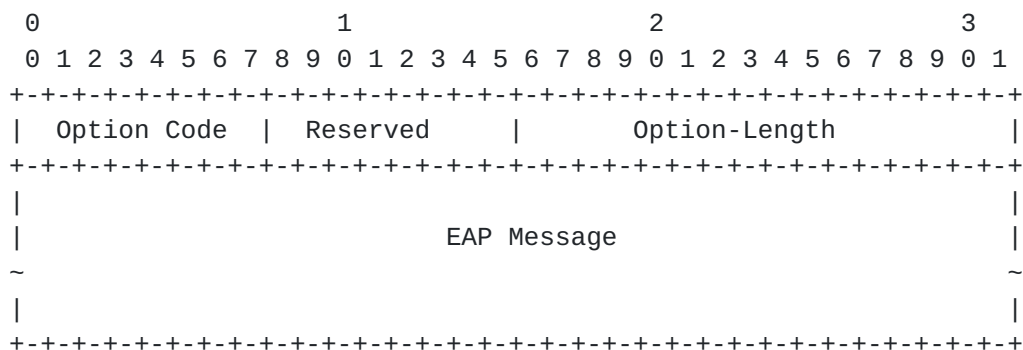 0                   1                   2                   3
 0 1 2 3 4 5 6 7 8 9 0 1 2 3 4 5 6 7 8 9 0 1 2 3 4 5 6 7 8 9 0 1
+-+-+-+-+-+-+-+-+-+-+-+-+-+-+-+-+-+-+-+-+-+-+-+-+-+-+-+-+-+-+-+-+
|  Option Code  |  Reserved     |       Option-Length           |
+-+-+-+-+-+-+-+-+-+-+-+-+-+-+-+-+-+-+-+-+-+-+-+-+-+-+-+-+-+-+-+-+
|                                                               |
|                           EAP Message                         |
~                                                               ~
|                                                               |
+-+-+-+-+-+-+-+-+-+-+-+-+-+-+-+-+-+-+-+-+-+-+-+-+-+-+-+-+-+-+-+-+